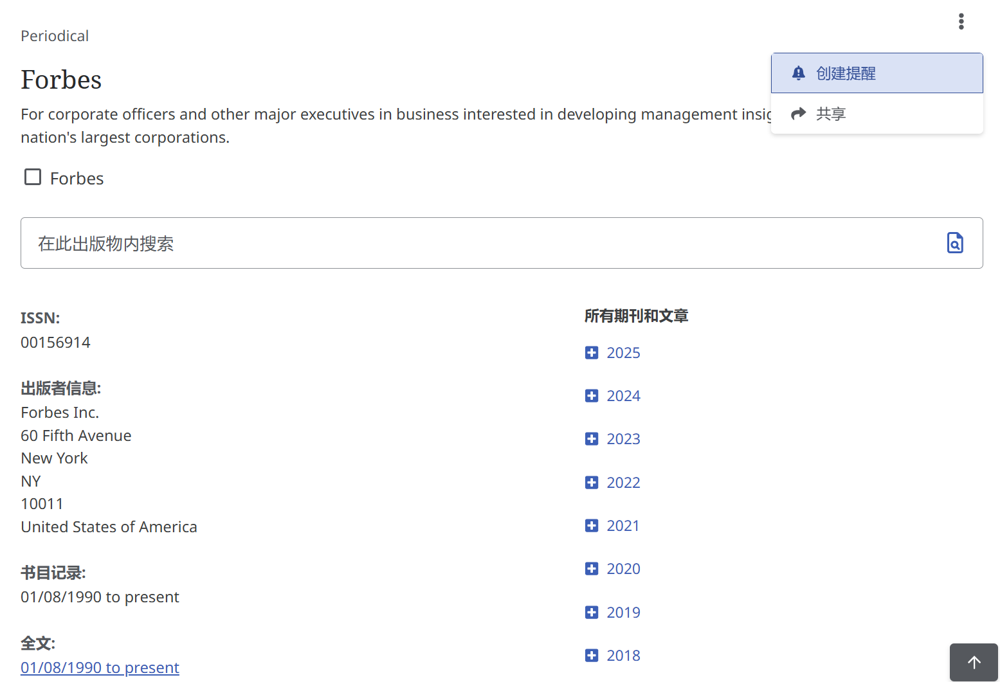 Periodical
Forbes
创建提醒
共享
For corporate officers and other major executives in business interested in developing management
nation's largest corporations.
Forbes
在此出版物内搜索
ISSN:
00156914
出版者信息:
Forbes Inc.
60 Fifth Avenue
New York
NY
10011
United States of America
书目记录:
01/08/1990 to present
全文:
01/08/1990 to present
所有期刊和文章
2025
2024
2023
2022
2021
2020
2019
2018